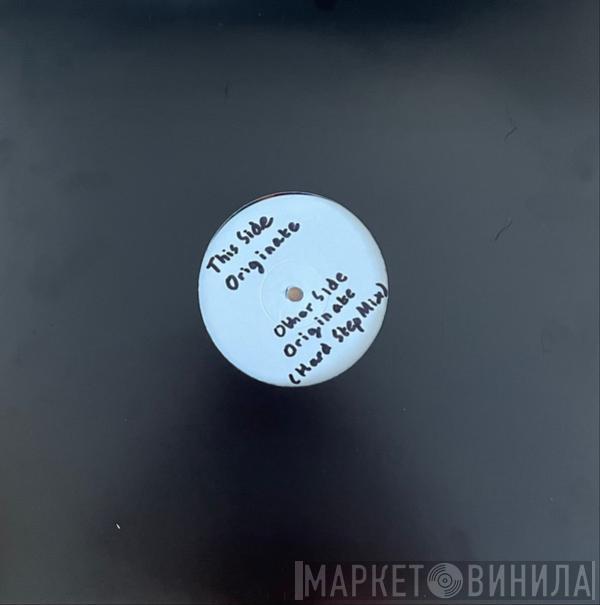 This Side
Originate
Other Side
Originate
(Hard Step Mix)
МАРКЕТ ВИНИЛА